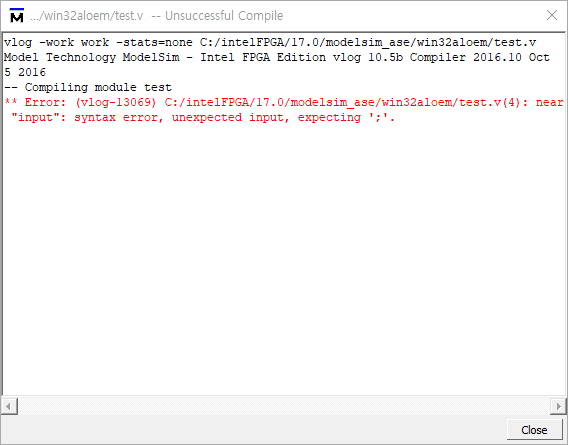 .../win32aloem/test.v -- Unsuccessful Compile
vlog -work work -stats=none C:/intelFPGA/17.0/modelsim_ase/win32aloem/test.v
Model Technology ModelSim - Intel FPGA Edition vlog 10.5b Compiler 2016.10 Oct
5 2016
-- Compiling module test
** Error: (vlog-13069) C:/intelFPGA/17.0/modelsim_ase/win32aloem/test.v(4): near
"input": syntax error, unexpected input, expecting ';'.
Close